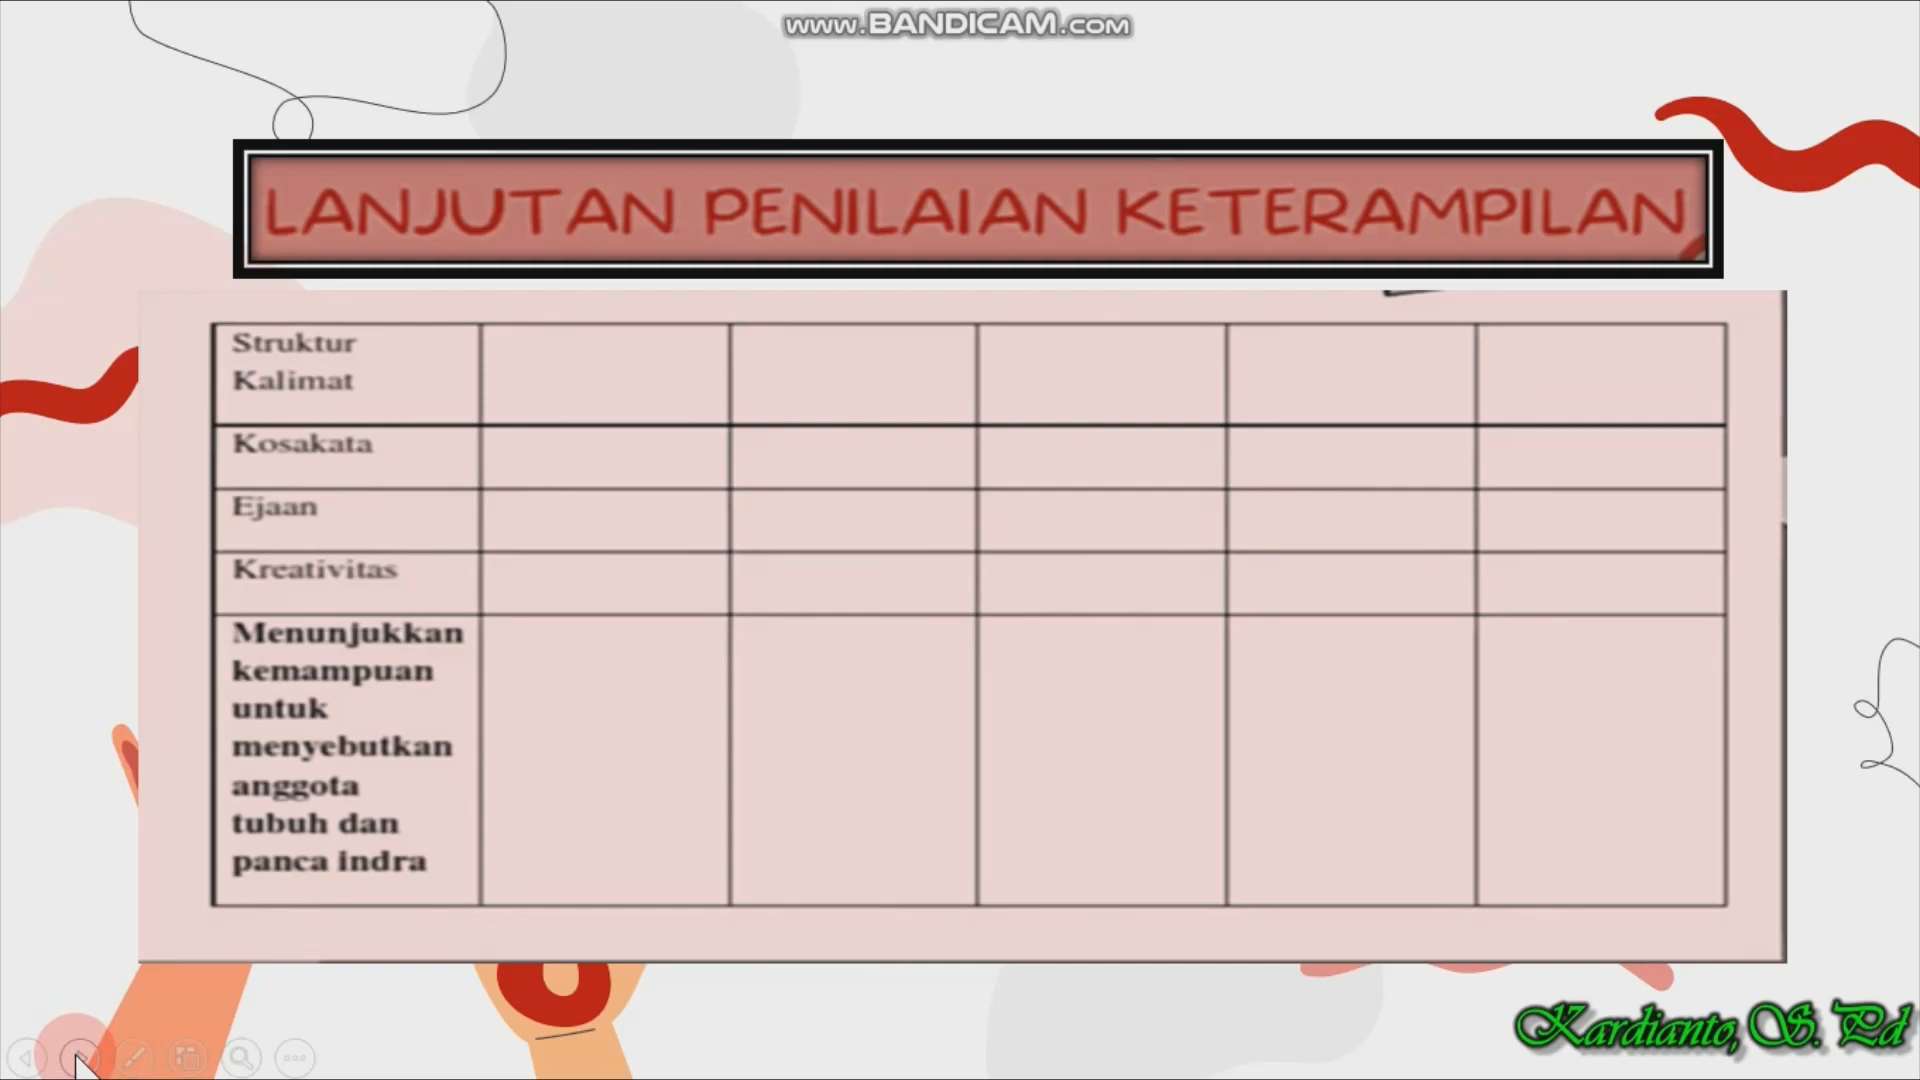 www.BANDICAM.com
LANJUTAN PENILAIAN KETERAMPILAN
Struktur
Kalimat
Kosakata
Ejaan
Kreativitas
Menunjukkan
kemampuan
untuk
menyebutkan
anggota
tubuh dan
panca indra
Kardianto, S. Pd